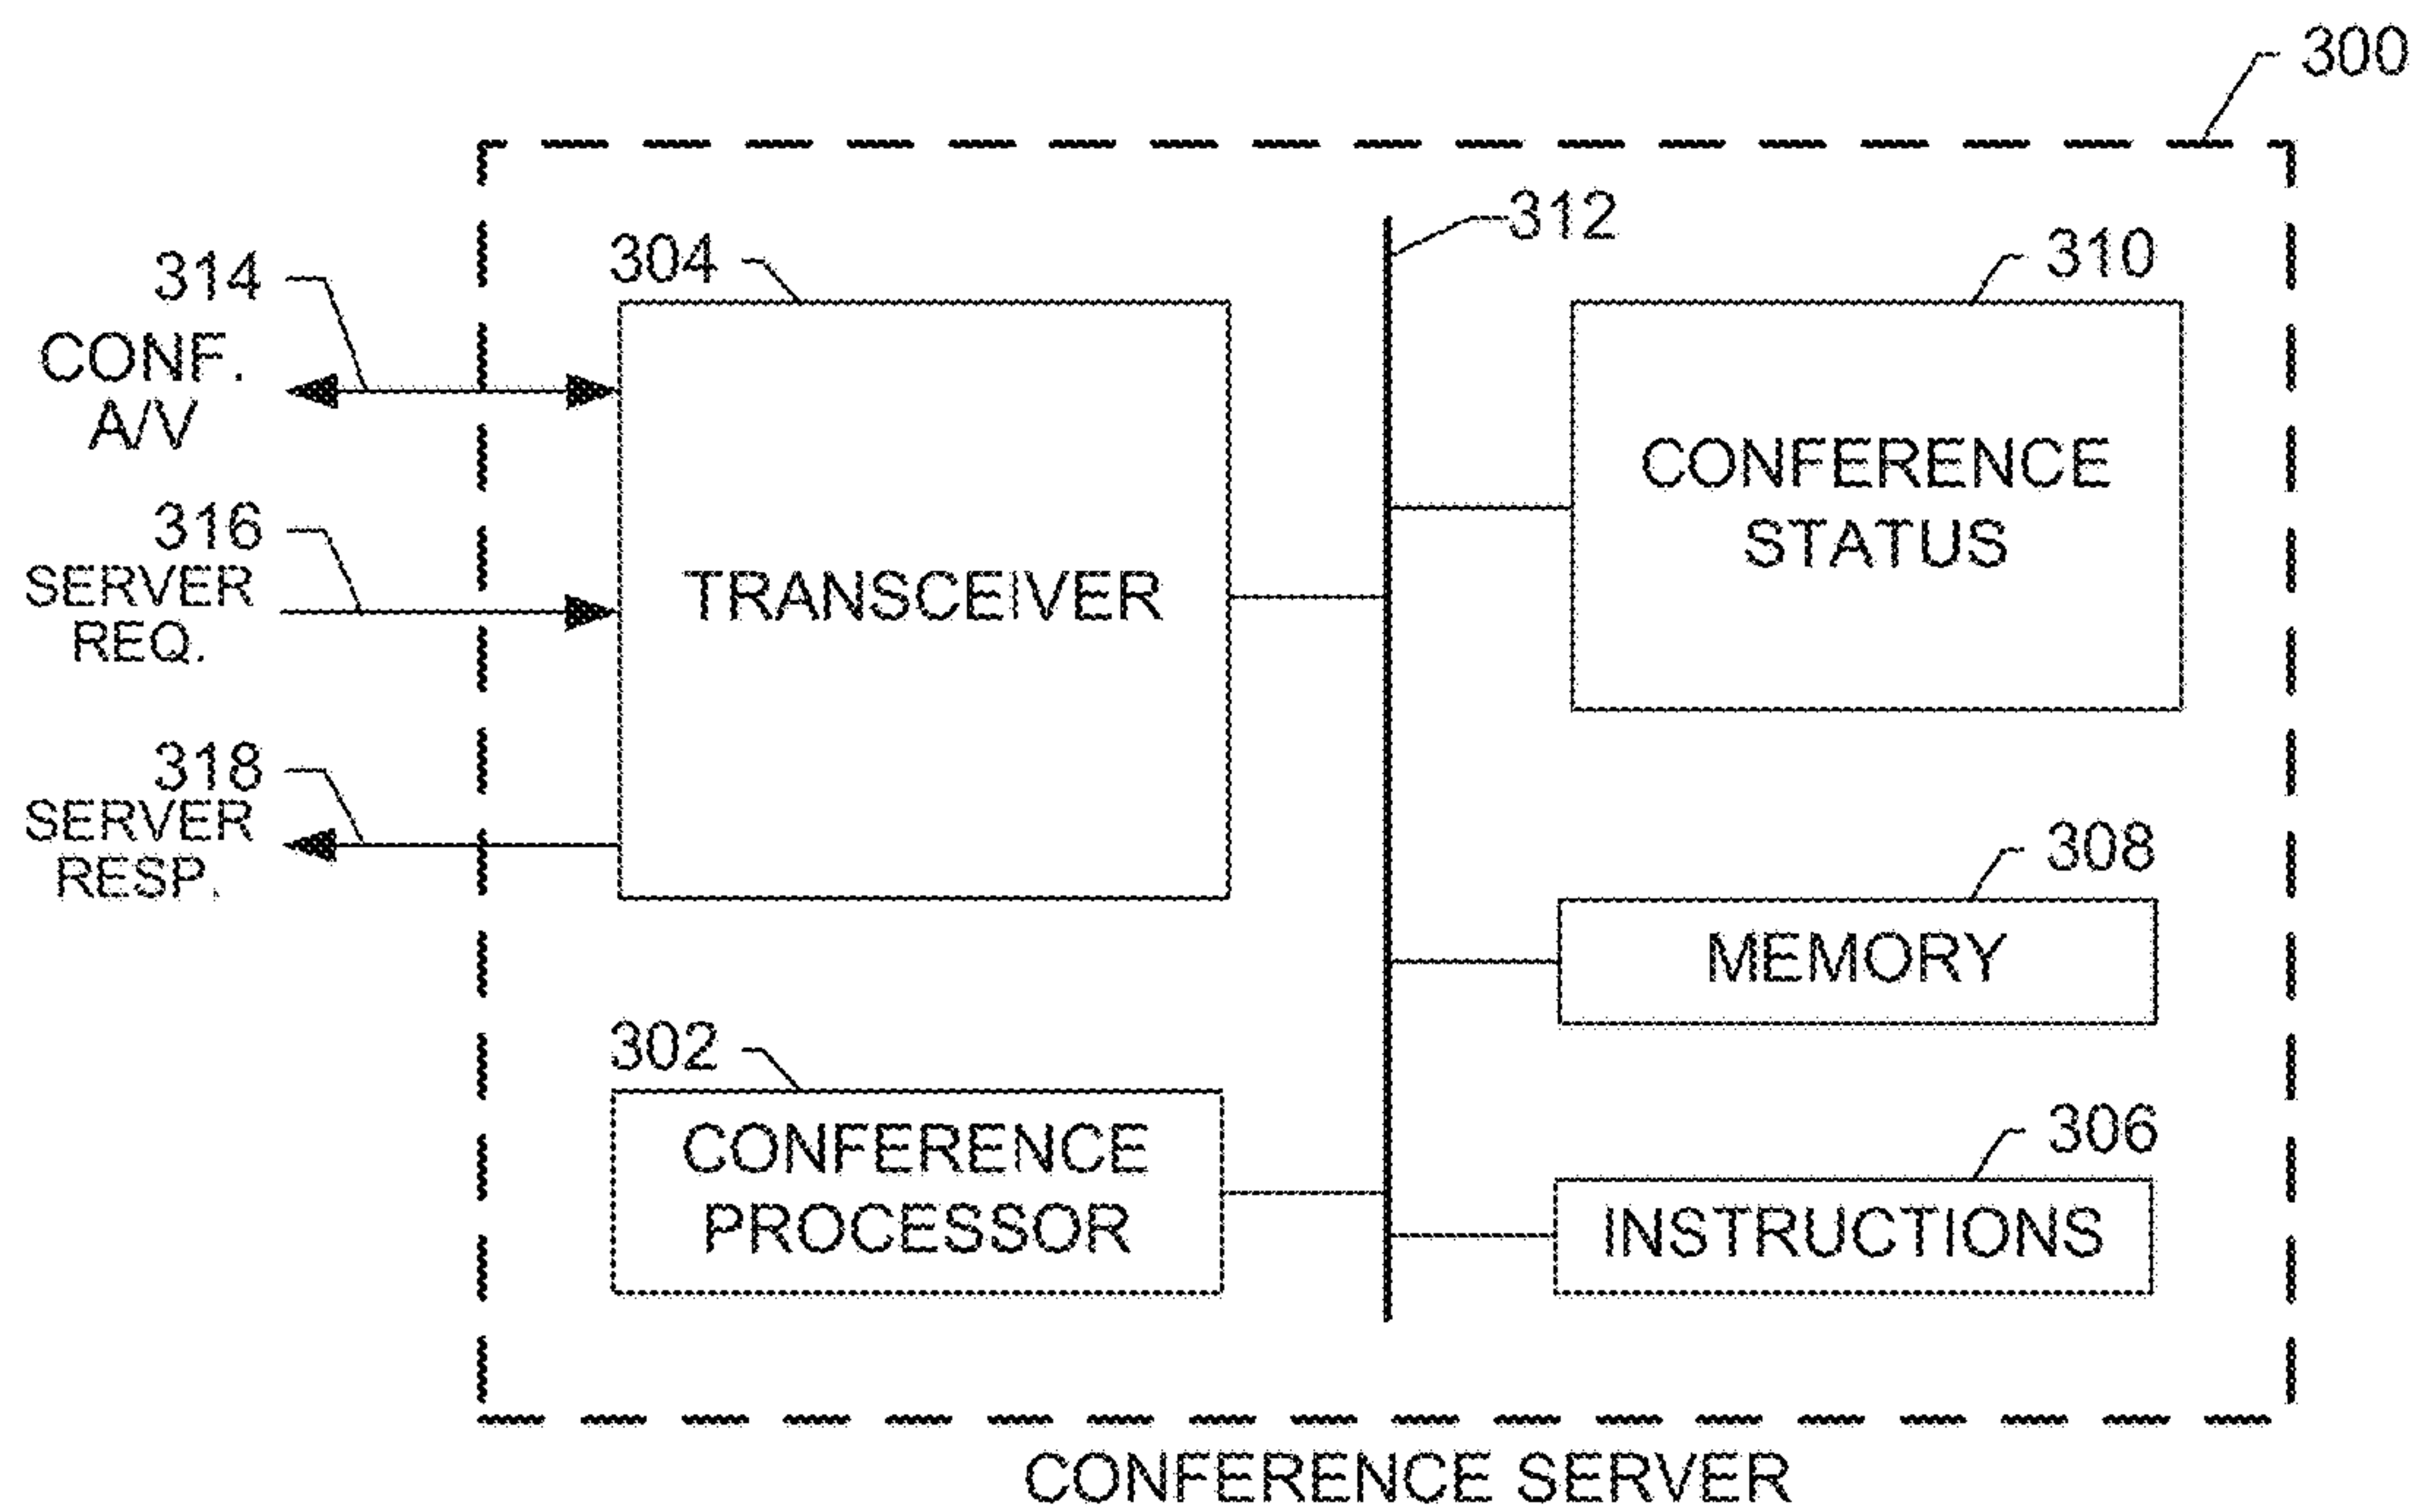 300
312
304
310
314
CONF.
A/V
CONFERENCE
STATUS
316
SERVER
REQ.
TRANSCEIVER
318
SERVER
RESP.
308
MEMORY
302
CONFERENCE
PROCESSOR
306
INSTRUCTIONS
CONFERENCE SERVER